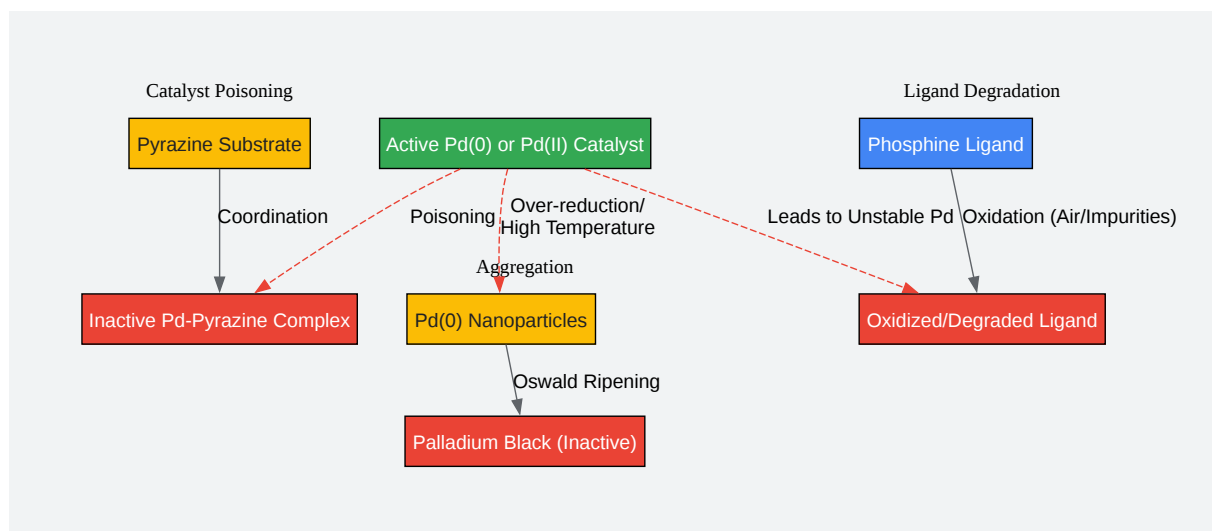 Catalyst Poisoning
Ligand Degradation
Pyrazine Substrate
Active Pd(0) or Pd(II) Catalyst
Phosphine Ligand
Coordination
Poisoning
Over-reduction/
High Temperature
Leads to Unstable Pd
Oxidation (Air/Impurities)
Aggregation
Inactive Pd-Pyrazine Complex
Pd(0) Nanoparticles
Oxidized/Degraded Ligand
Oswald Ripening
Palladium Black (Inactive)